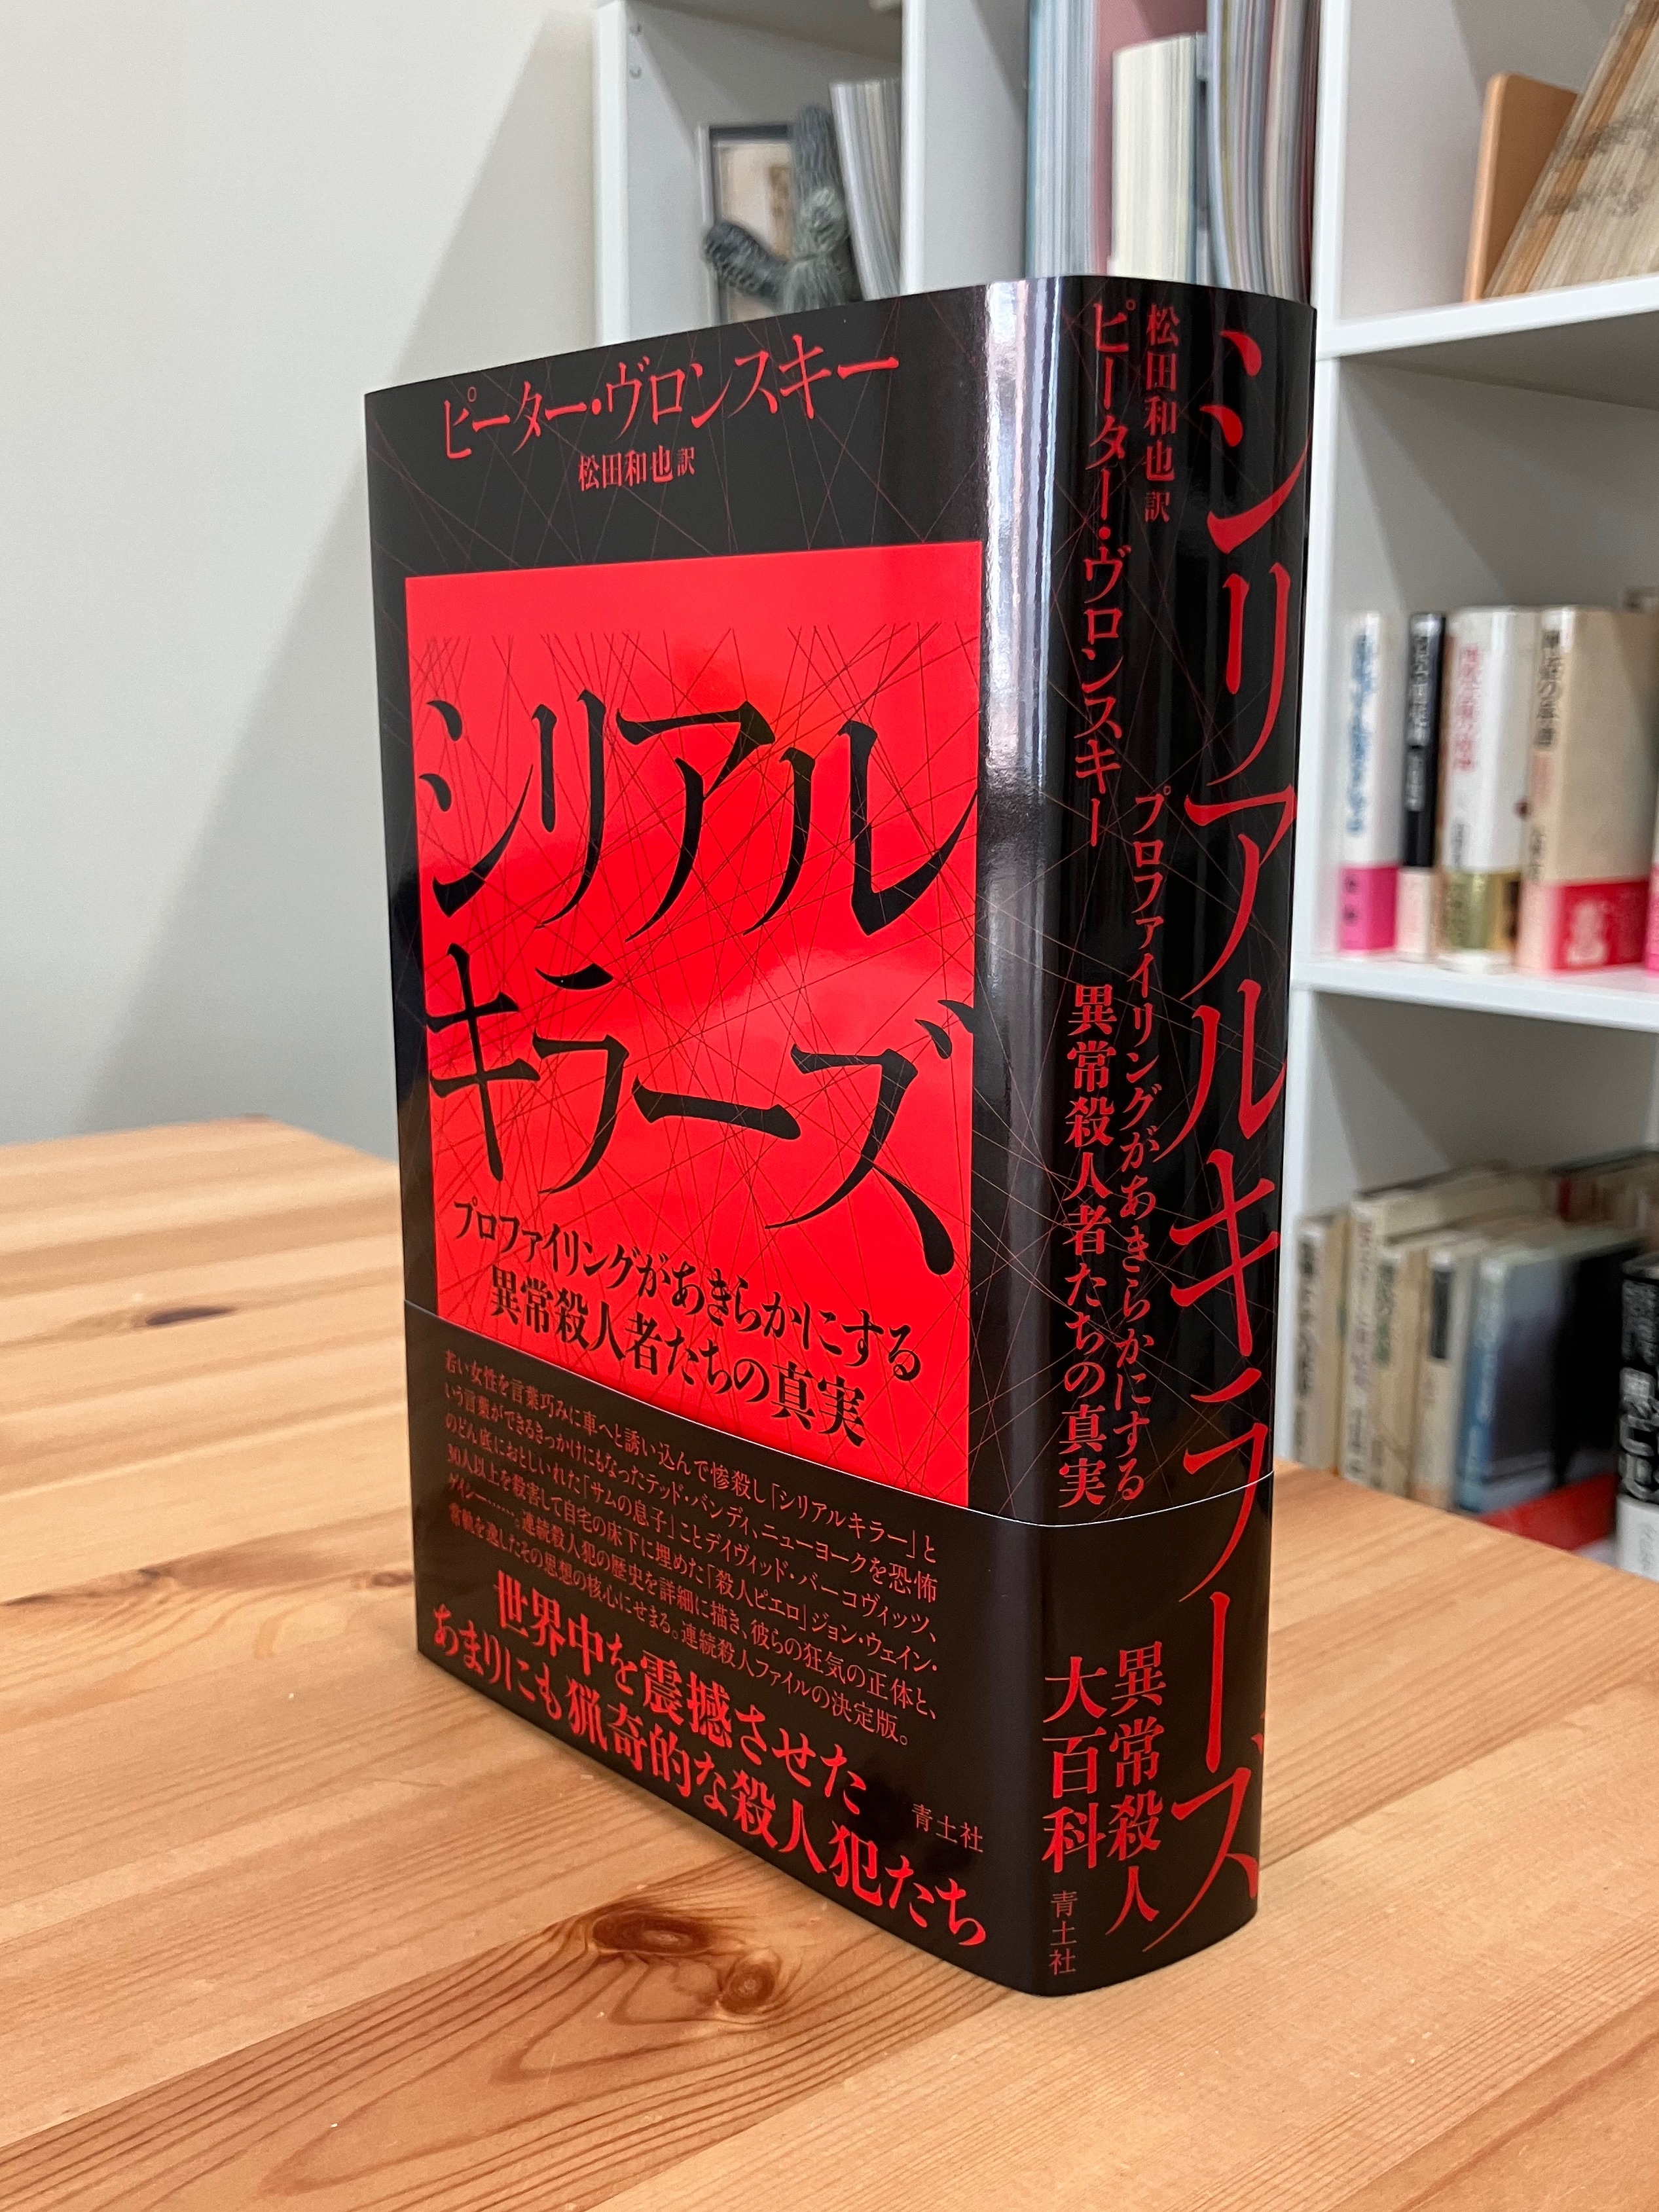 ピーター・ヴロンスキー
松田和也訳
シリアル
キラーズ
プロファイリングがあきらかにする
異常殺人者たちの真実
若い女性を言葉巧みに車へと誘い込んで惨殺し「シリアルキラー」と
いう言葉ができるきっかけにもなったテッド・バンディ、ニューヨークを恐怖
のどん底におとしいれた「サムの息子」ことデイヴィッド・バーコヴィッツ、
30人以上を殺害して自宅の床下に埋めた「殺人ピエロ」ジョン・ウェイン・
ゲイシー……。連続殺人犯の歴史を詳細に描き、彼らの狂気の正体と、
常軌を逸したその思想の核心にせまる。連続殺人ファイルの決定版。
世界中を震撼させた
あまりにも猟奇的な殺人犯たち
青土社
シリアルキラーズ
プロファイリングがあきらかにする
異常殺人者たちの真実
松田和也訳
ピーター・ヴロンスキー
異常殺人
大百科
青土社